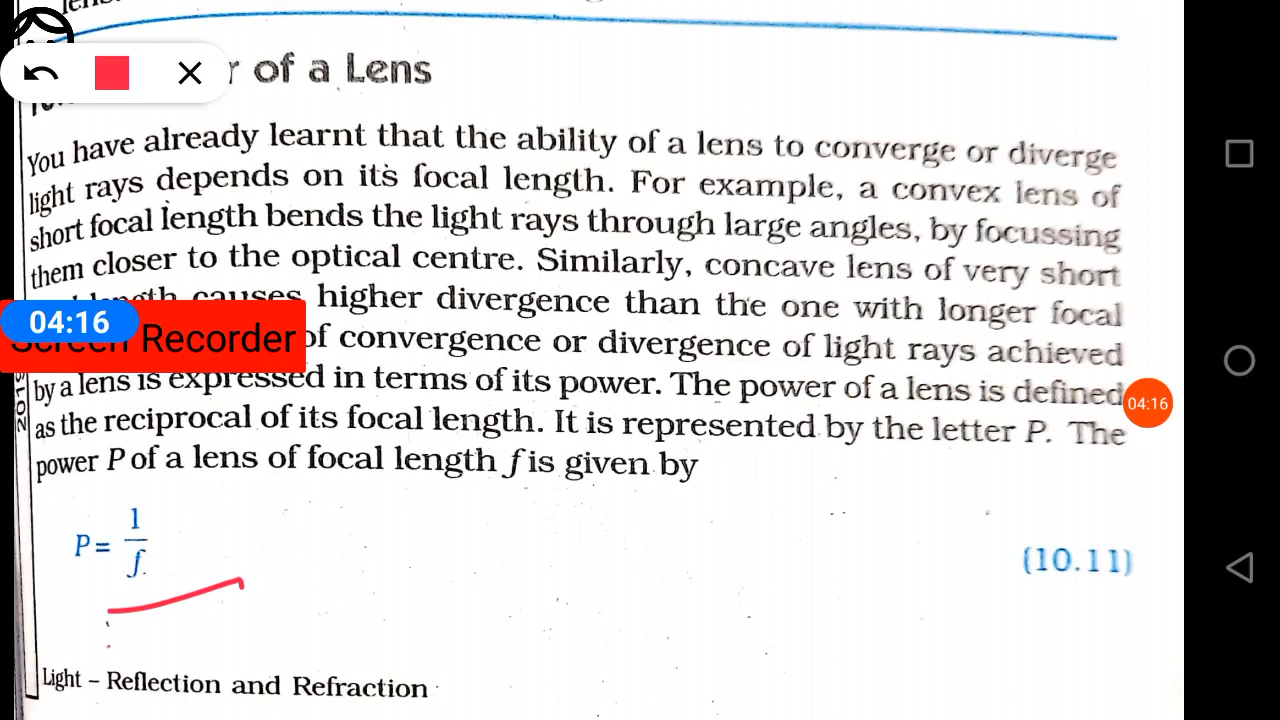 of a Lens
You have already learnt that the ability of a lens to converge or diverge
light rays depends on its focal length. For example, a convex lens of
short focal length bends the light rays through large angles, by focussing
them closer to the optical centre. Similarly, concave lens of very short
length causes higher divergence than the one with longer focal
04:16
Screen Recorder of convergence or divergence of light rays achieved
by a lens is expressed in terms of its power. The power of a lens is defined
04:16
as the reciprocal of its focal length. It is represented by the letter P. The
power P of a lens of focal length f is given by
P = 1/f (10.11)
Light – Reflection and Refraction